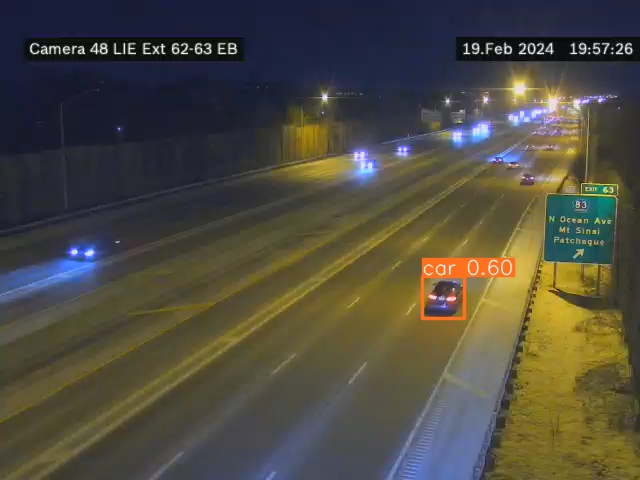 Camera 48 LIE Ext 62-63 EB
19.Feb 2024 19:57:26
EXIT 63
83
N Ocean Ave
Mt Sinai
Patchogue
car 0.60